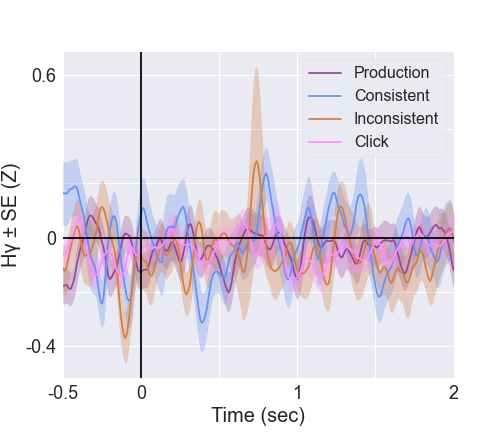 Production
Consistent
Inconsistent
Click
Hγ ± SE (Z)
0.6
0
-0.4
-0.5
0
1
2
Time (sec)